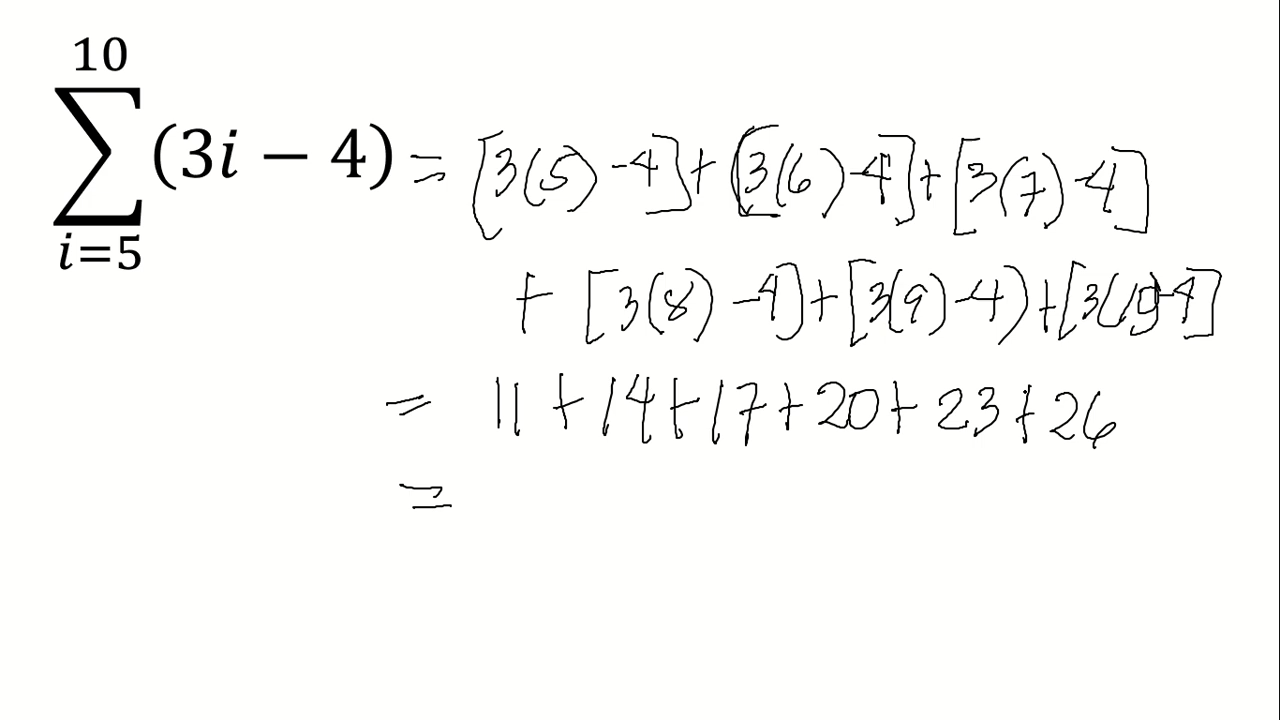 10
∑ (3i − 4) = [3(5) - 4] + [3(6) - 4] + [3(7) - 4]
i=5
+ [3(8) - 4] + [3(9) - 4) + [3(10) - 4]
= 11 + 14 + 17 + 20 + 23 + 26
=